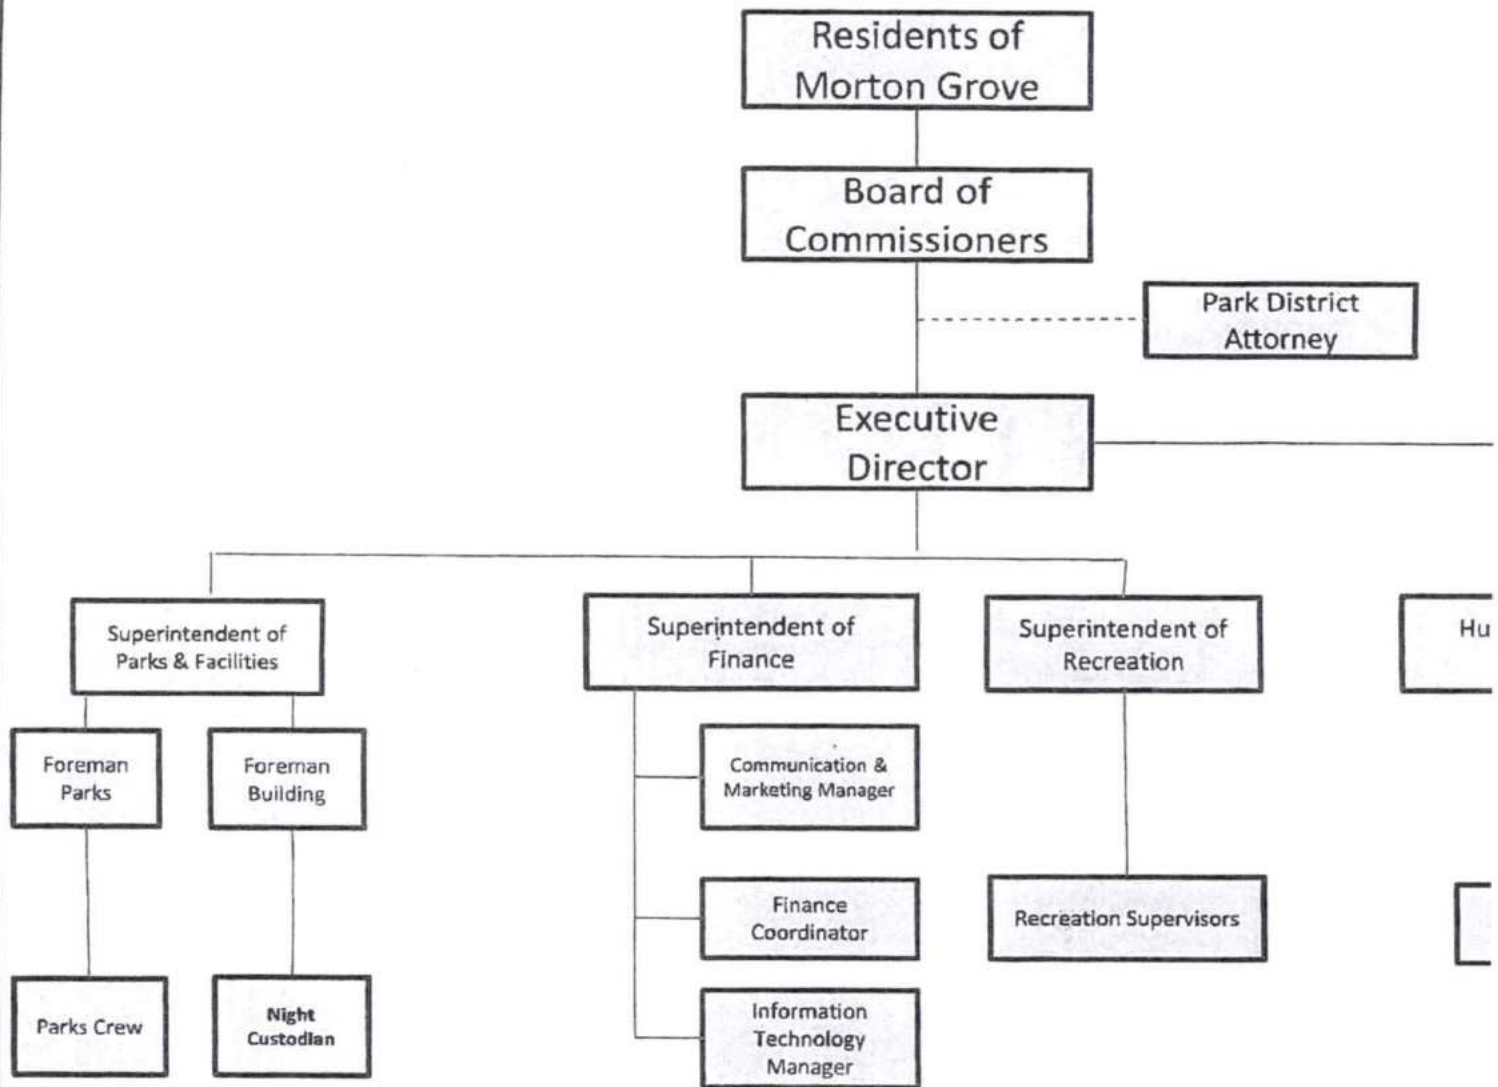 Residents of
Morton Grove
Board of
Commissioners
Park District
Attorney
Executive
Director
Superintendent of
Parks & Facilities
Superintendent of
Finance
Superintendent of
Recreation
Hu
Foreman
Parks
Foreman
Building
Communication &
Marketing Manager
Finance
Coordinator
Recreation Supervisors
Parks Crew
Night
Custodian
Information
Technology
Manager